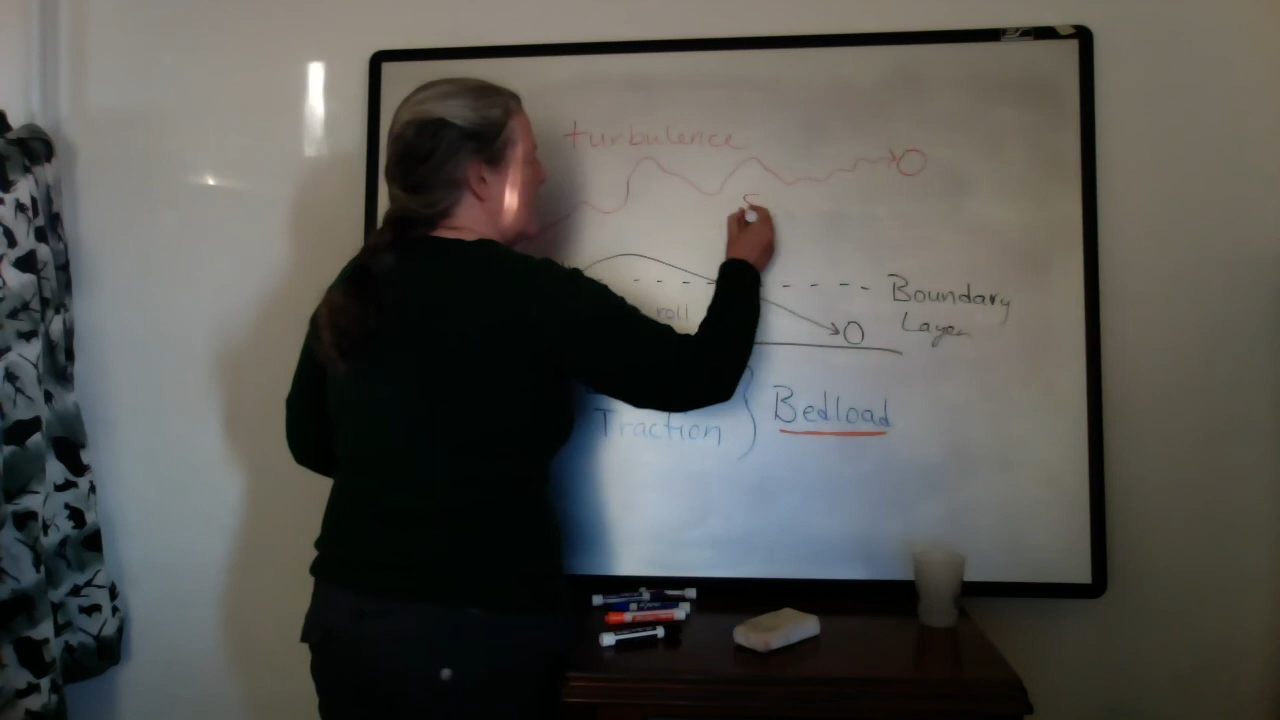 turbulence
S
Boundary
Layer
roll
Traction
Bedload